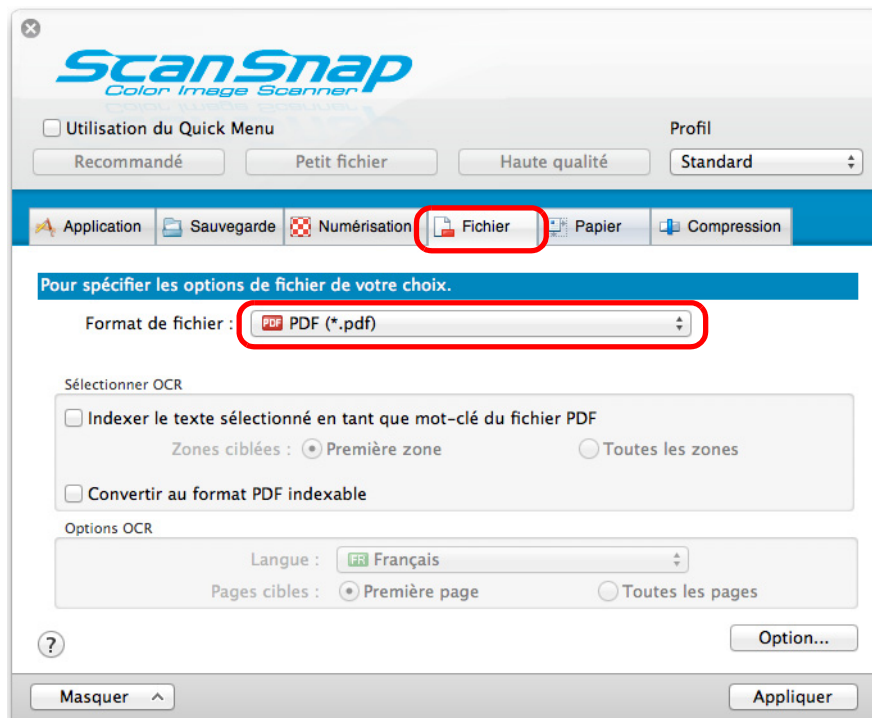 ScanSnap
Color Image Scanner
Utilisation du Quick Menu
Profil
Recommandé Petit fichier Haute qualité Standard
Application Sauvegarde Numérisation Fichier Papier Compression
Pour spécifier les options de fichier de votre choix.
Format de fichier : PDF PDF (*.pdf)
Sélectionner OCR
Indexer le texte sélectionné en tant que mot-clé du fichier PDF
Zones ciblées : Première zone Toutes les zones
Convertir au format PDF indexable
Options OCR
Langue : FR Français
Pages cibles : Première page Toutes les pages
? Option...
Masquer Appliquer